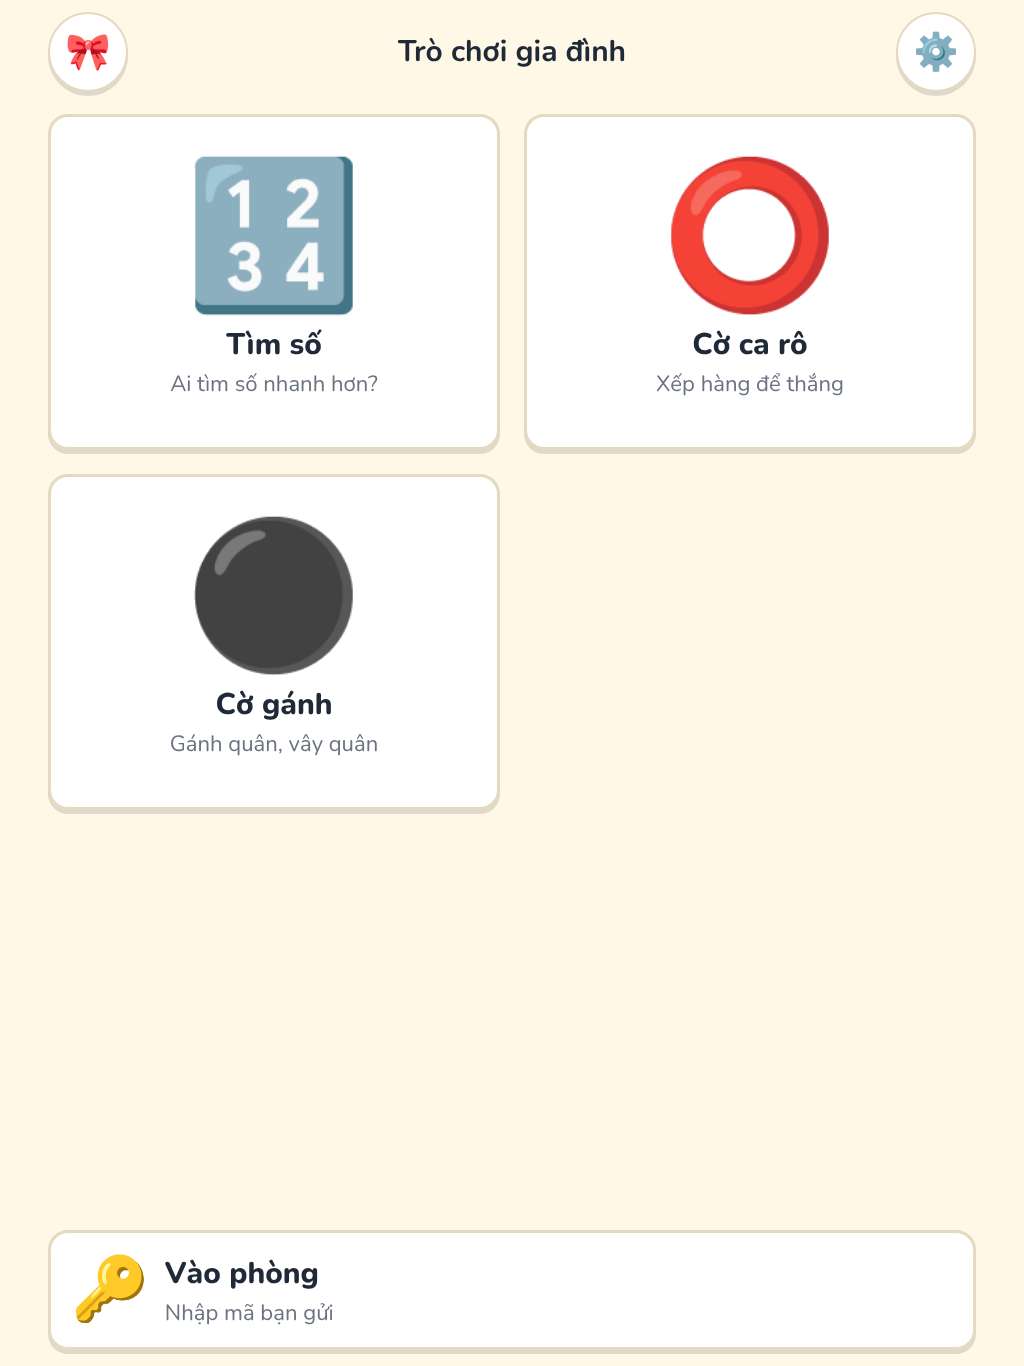 Trò chơi gia đình
1 2
3 4
Tìm số
Ai tìm số nhanh hơn?
Cờ ca rô
Xếp hàng để thắng
Cờ gánh
Gánh quân, vây quân
Vào phòng
Nhập mã bạn gửi